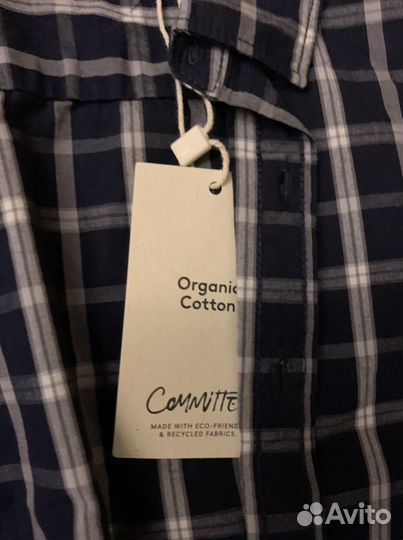 Organic
Cotton
COMMITTE
MADE WITH ECO-FRIEND
& RECYCLED FABRICS.
Avito